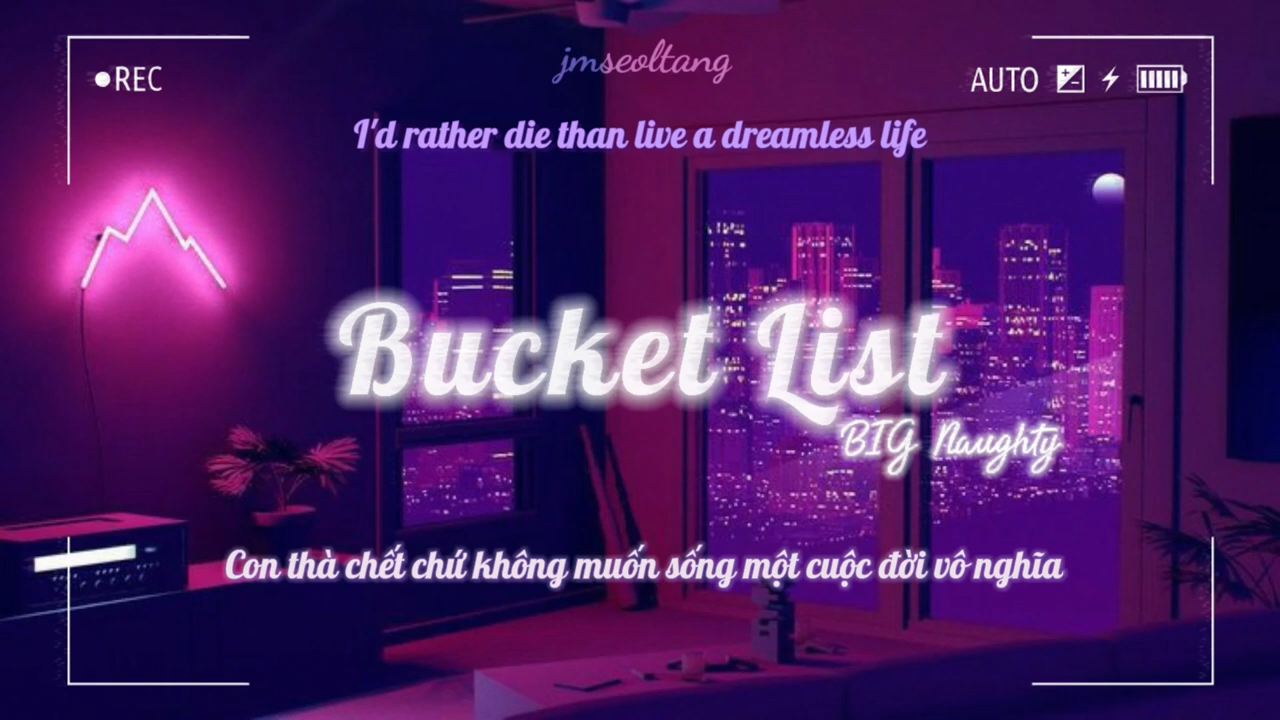 jmseoltang
REC
AUTO
I'd rather die than live a dreamless life
Bucket List
BIG Naughty
Con thà chết chứ không muốn sống một cuộc đời vô nghĩa